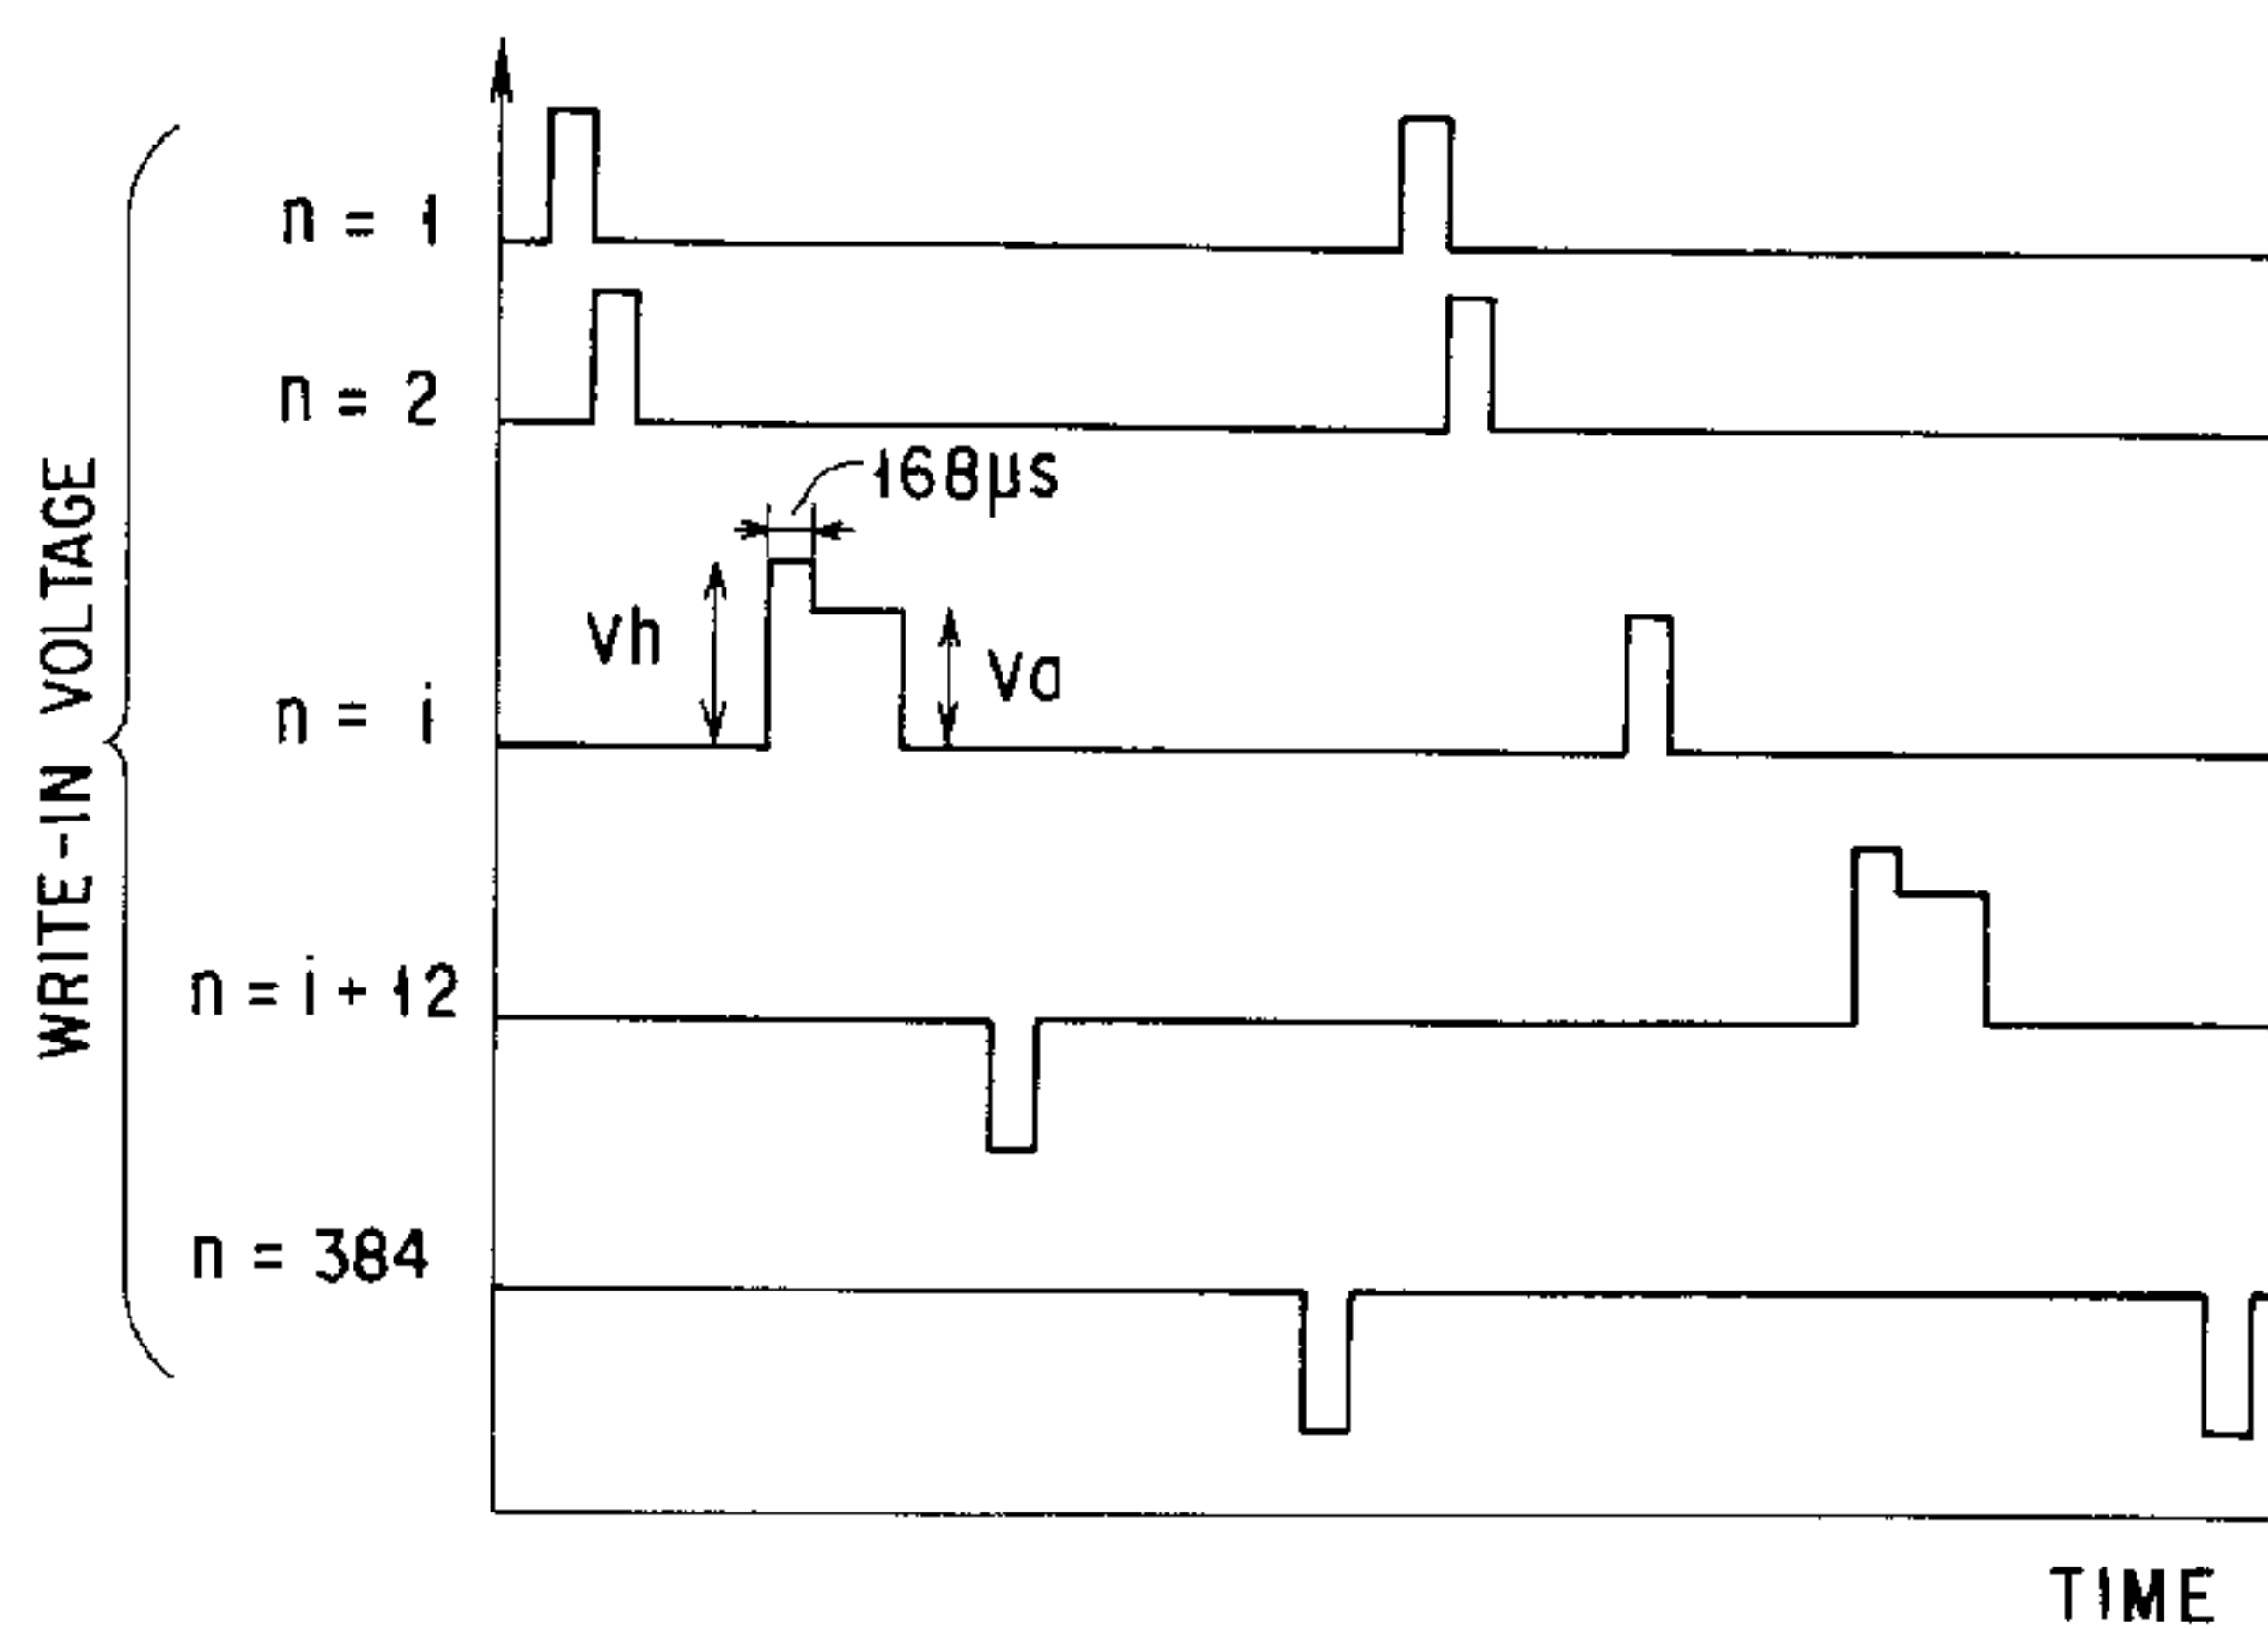 WRITE-IN VOLTAGE
n = 1
n = 2
168µs
Vh
Va
n = i
n = i + 12
n = 384
TIME